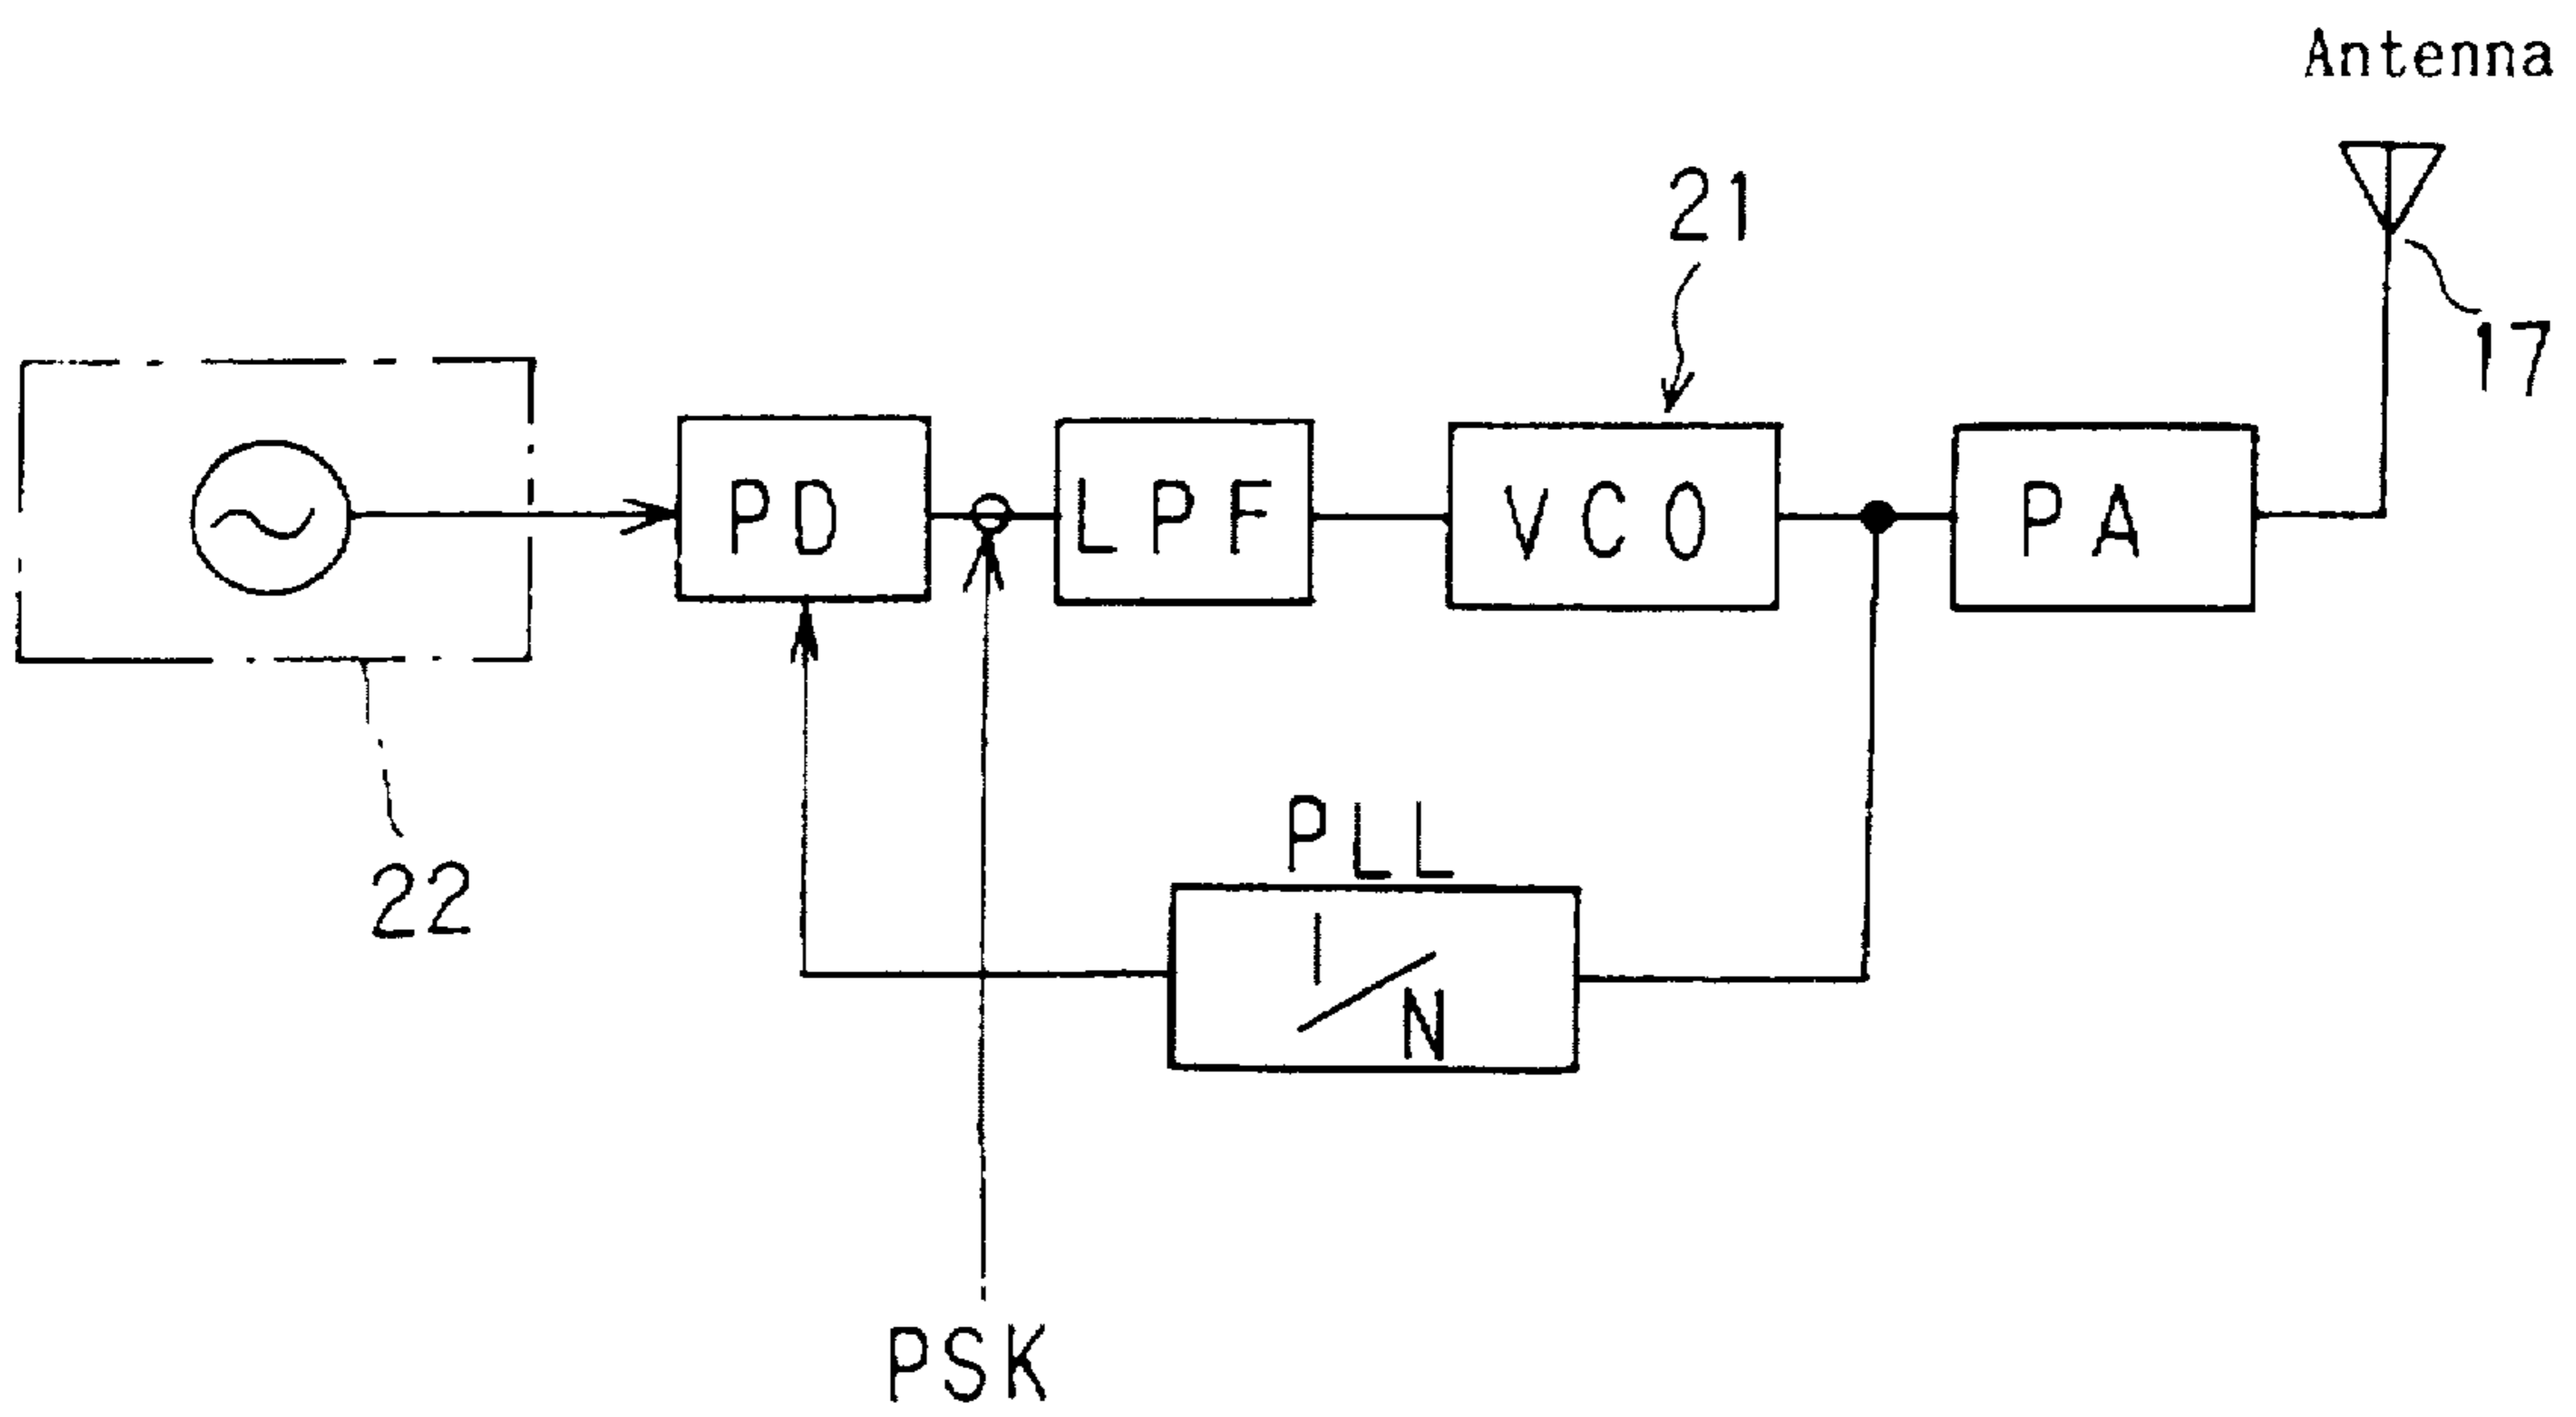 Antenna
21
17
PD
LPF
VCO
PA
22
PLL
1/N
PSK